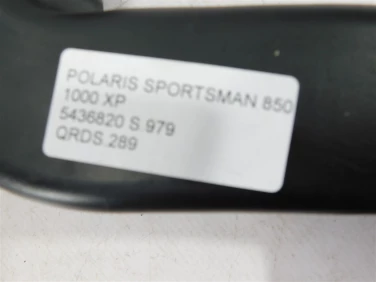 POLARIS SPORTSMAN 850
1000 XP
5436820 S.979
QRDS.289